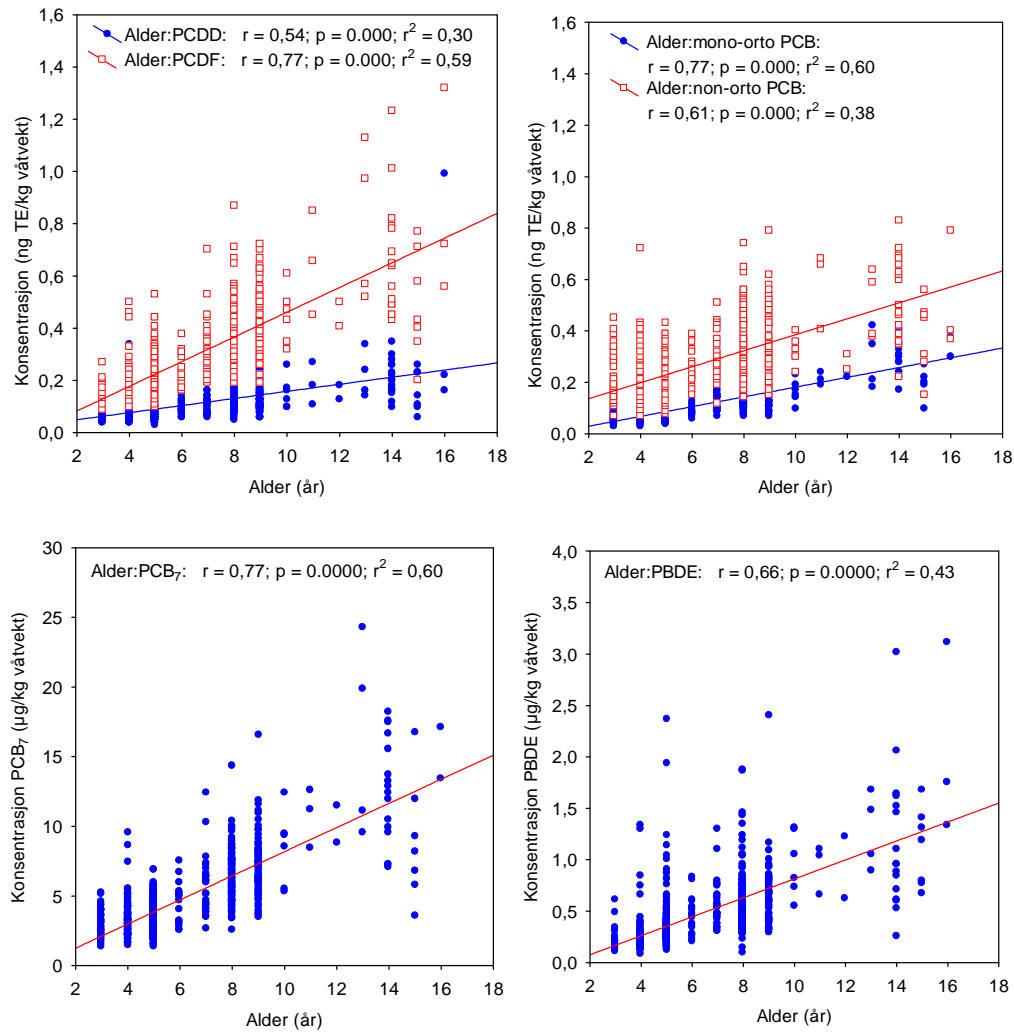 Alder:PCDD: r = 0,54; p = 0.000; r² = 0,30
Alder:PCDF: r = 0,77; p = 0.000; r² = 0,59
1,6
1,4
1,2
1,0
0,8
0,6
0,4
0,2
0,0
Konsentrasjon (ng TE/kg våtvekt)
2 4 6 8 10 12 14 16 18
Alder (år)
Alder:mono-orto PCB:
r = 0,77; p = 0.000; r² = 0,60
Alder:non-orto PCB:
r = 0,61; p = 0.000; r² = 0,38
1,6
1,4
1,2
1,0
0,8
0,6
0,4
0,2
0,0
Konsentrasjon (ng TE/kg våtvekt)
2 4 6 8 10 12 14 16 18
Alder (år)
Alder:PCB₇: r = 0,77; p = 0.0000; r² = 0,60
30
25
20
15
10
5
0
Konsentrasjon PCB₇ (µg/kg våtvekt)
2 4 6 8 10 12 14 16 18
Alder (år)
Alder:PBDE: r = 0,66; p = 0.0000; r² = 0,43
4,0
3,5
3,0
2,5
2,0
1,5
1,0
0,5
0,0
Konsentrasjon PBDE (µg/kg våtvekt)
2 4 6 8 10 12 14 16 18
Alder (år)